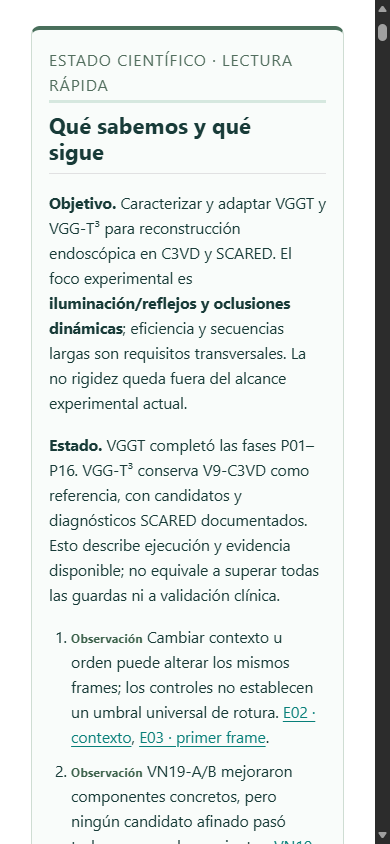 ESTADO CIENTÍFICO · LECTURA
RÁPIDA
Qué sabemos y qué
sigue
Objetivo. Caracterizar y adaptar VGGT y
VGG-T³ para reconstrucción
endoscópica en C3VD y SCARED. El
foco experimental es
iluminación/reflejos y oclusiones
dinámicas; eficiencia y secuencias
largas son requisitos transversales. La
no rigidez queda fuera del alcance
experimental actual.
Estado. VGGT completó las fases P01–
P16. VGG-T³ conserva V9-C3VD como
referencia, con candidatos y
diagnósticos SCARED documentados.
Esto describe ejecución y evidencia
disponible; no equivale a superar todas
las guardas ni a validación clínica.
1. Observación Cambiar contexto u
orden puede alterar los mismos
frames; los controles no establecen
un umbral universal de rotura. E02 ·
contexto, E03 · primer frame.
2. Observación VN19-A/B mejoraron
componentes concretos, pero
ningún candidato afinado pasó